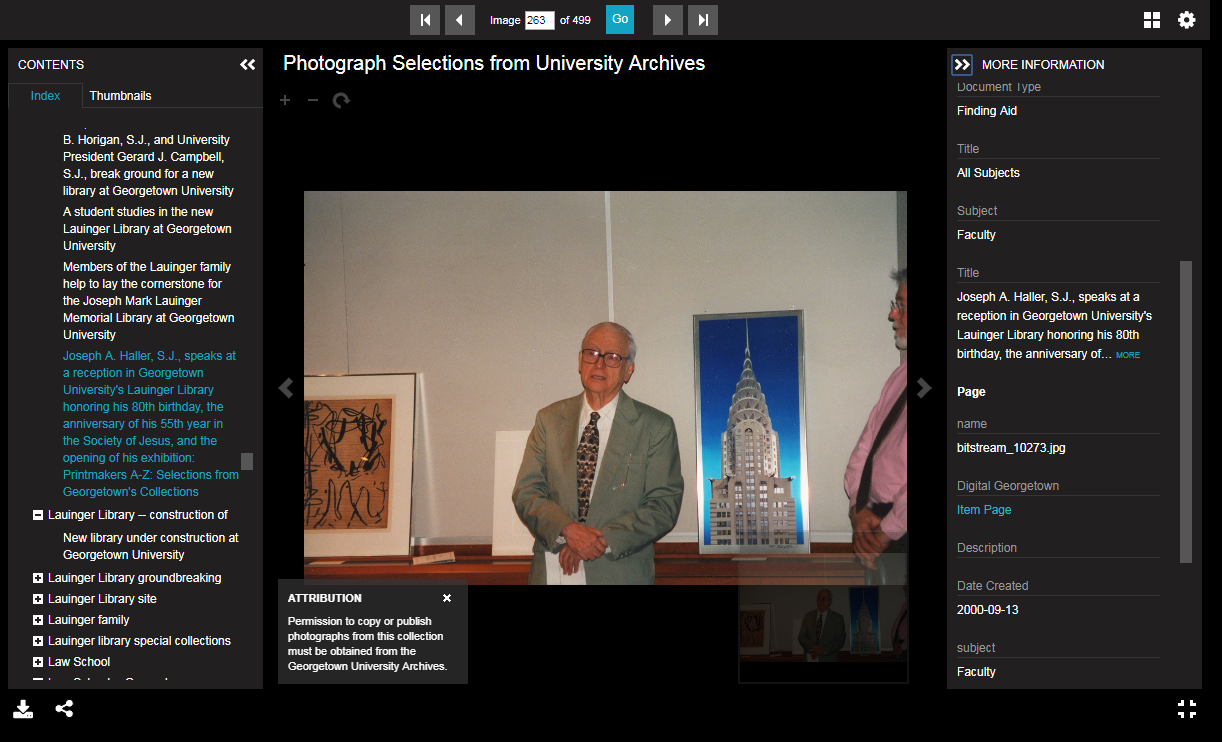 Image 263 of 499 Go
CONTENTS
Index Thumbnails
B. Horigan, S.J., and University
President Gerard J. Campbell,
S.J., break ground for a new
library at Georgetown University
A student studies in the new
Lauinger Library at Georgetown
University
Members of the Lauinger family
help to lay the cornerstone for
the Joseph Mark Lauinger
Memorial Library at Georgetown
University
Joseph A. Haller, S.J., speaks at
a reception in Georgetown
University's Lauinger Library
honoring his 80th birthday, the
anniversary of his 55th year in
the Society of Jesus, and the
opening of his exhibition:
Printmakers A-Z: Selections from
Georgetown's Collections
Lauinger Library -- construction of
New library under construction at
Georgetown University
Lauinger Library groundbreaking
Lauinger Library site
Lauinger family
Lauinger library special collections
Law School
Photograph Selections from University Archives
ATTRIBUTION
Permission to copy or publish
photographs from this collection
must be obtained from the
Georgetown University Archives.
MORE INFORMATION
Document Type
Finding Aid
Title
All Subjects
Subject
Faculty
Title
Joseph A. Haller, S.J., speaks at a
reception in Georgetown University's
Lauinger Library honoring his 80th
birthday, the anniversary of... MORE
Page
name
bitstream_10273.jpg
Digital Georgetown
Item Page
Description
Date Created
2000-09-13
subject
Faculty